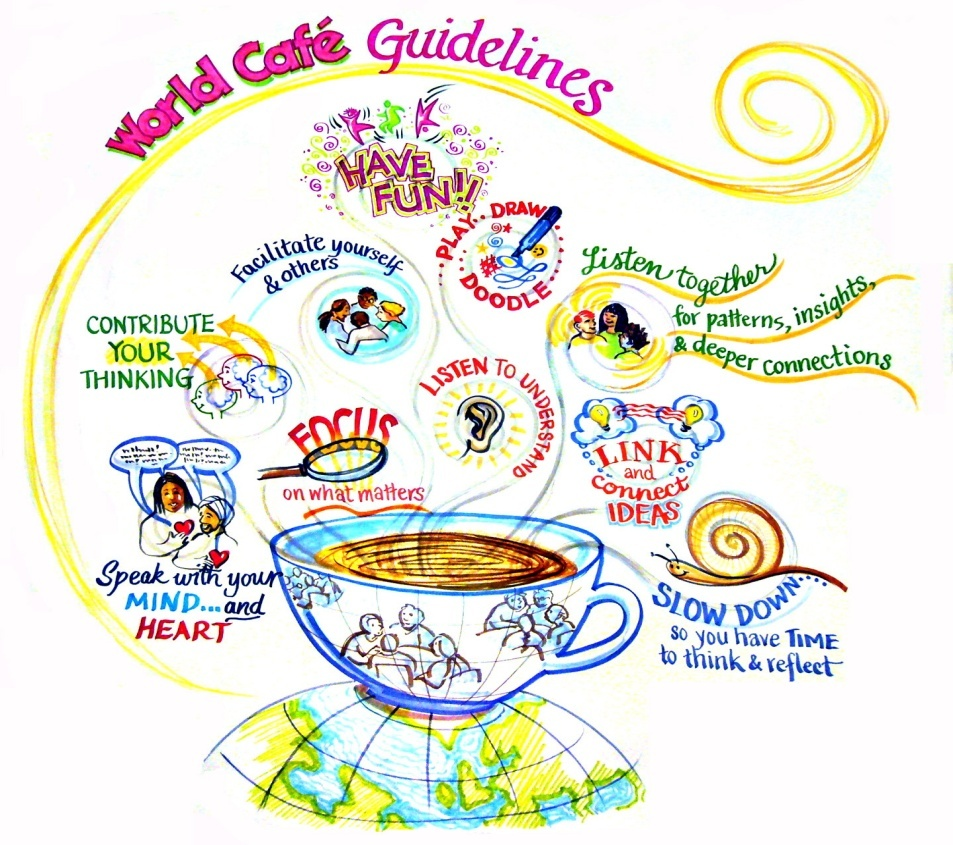 World Café Guidelines
HAVE
FUN!!
PLAY.. DRAW
DOODLE
Facilitate yourself
& others
Listen together
for patterns, insights,
& deeper connections
CONTRIBUTE
YOUR
THINKING
LISTEN TO UNDERSTAND
FOCUS
on what matters
LINK
and
connect
IDEAS
Speak with your
MIND...and
HEART
SLOW DOWN....
so you have TIME
to think & reflect